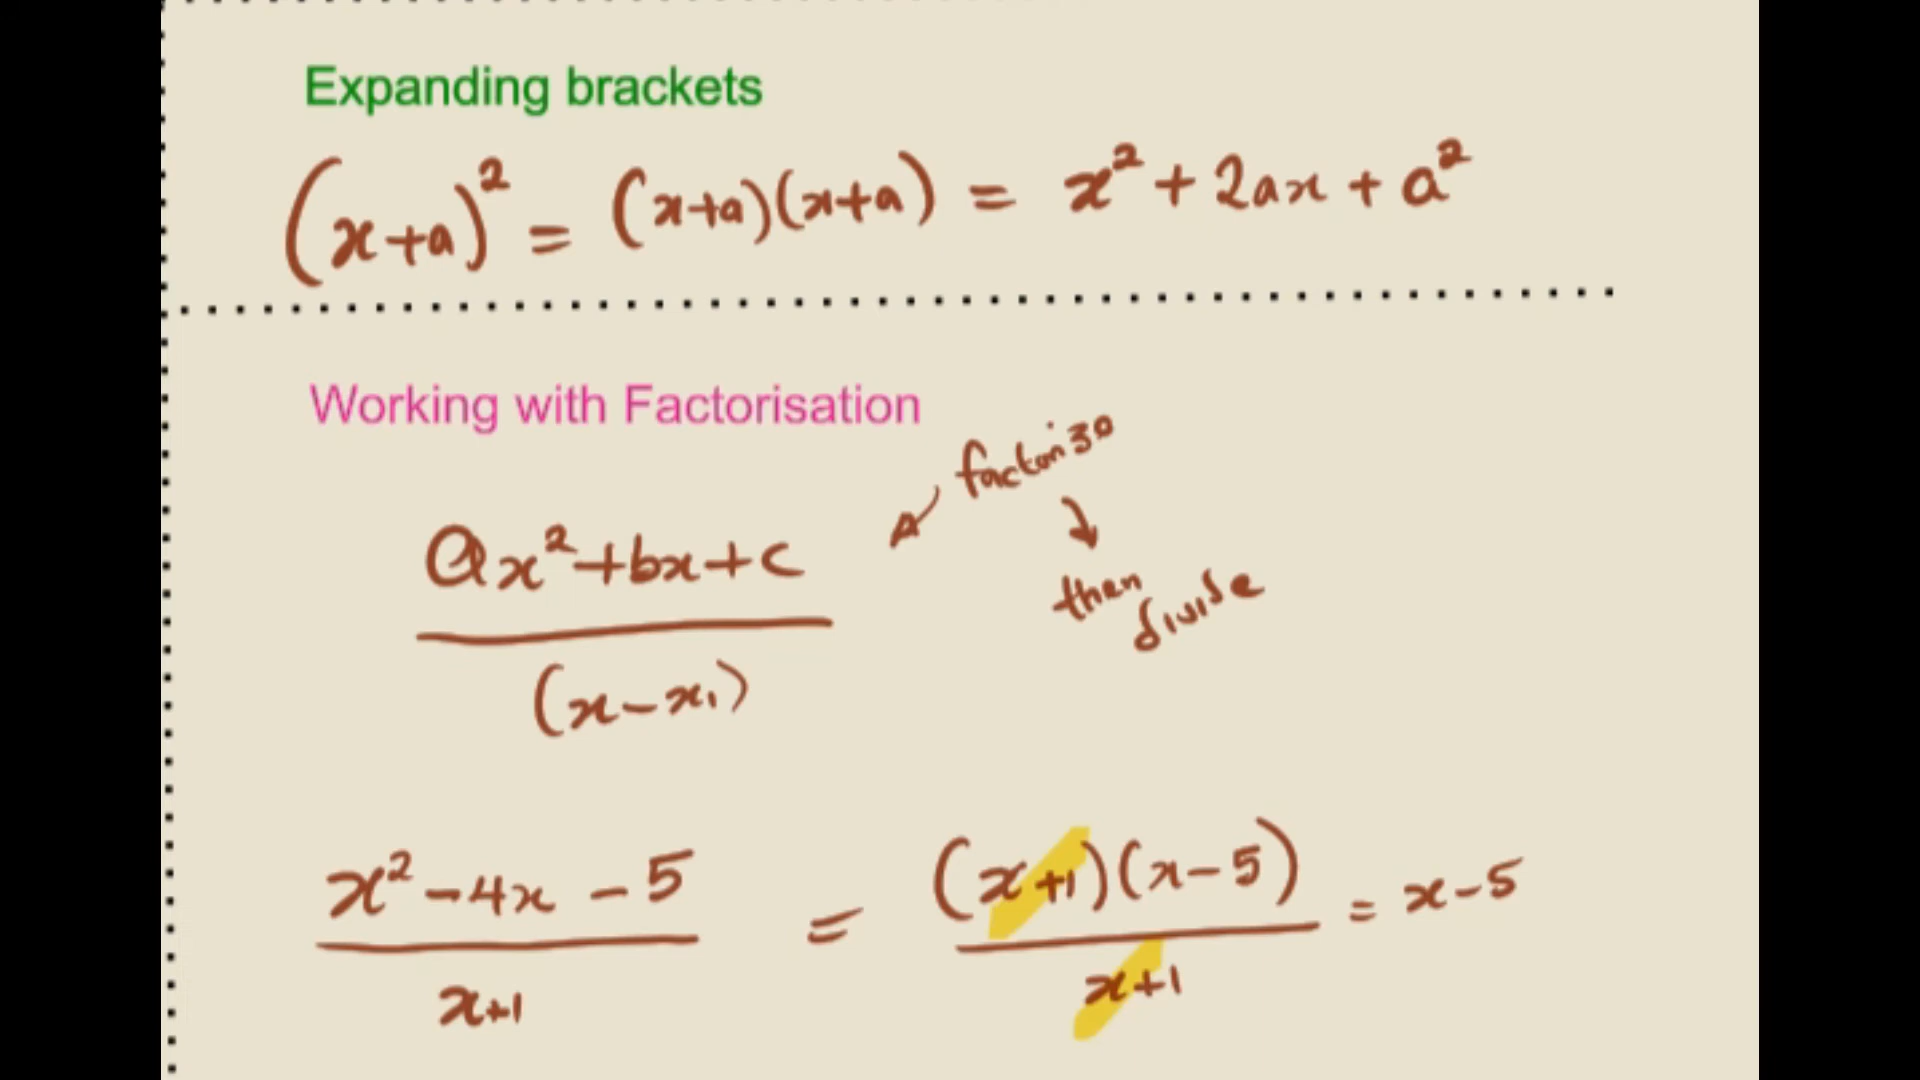 Expanding brackets
(x+a)² = (x+a)(x+a) = x² + 2ax + a²
Working with Factorisation
factorize
ax²+bx+c
then divide
(x-x₁)
x² - 4x - 5 = (x+1)(x-5) = x-5
x+1 x+1